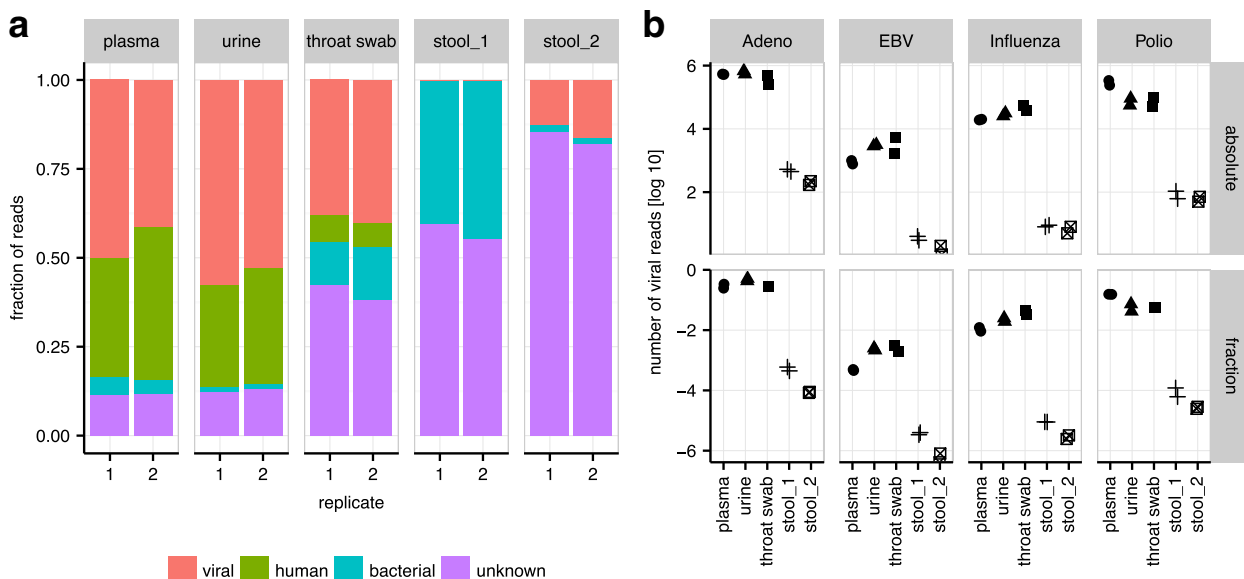 a
plasma
urine
throat swab
stool_1
stool_2
fraction of reads
1.00
0.75
0.50
0.25
0.00
1 2
1 2
1 2
1 2
1 2
replicate
viral human bacterial unknown
b
Adeno
EBV
Influenza
Polio
number of viral reads [log 10]
6
4
2
absolute
0
−2
−4
−6
fraction
plasma
urine
throat swab
stool_1
stool_2
plasma
urine
throat swab
stool_1
stool_2
plasma
urine
throat swab
stool_1
stool_2
plasma
urine
throat swab
stool_1
stool_2